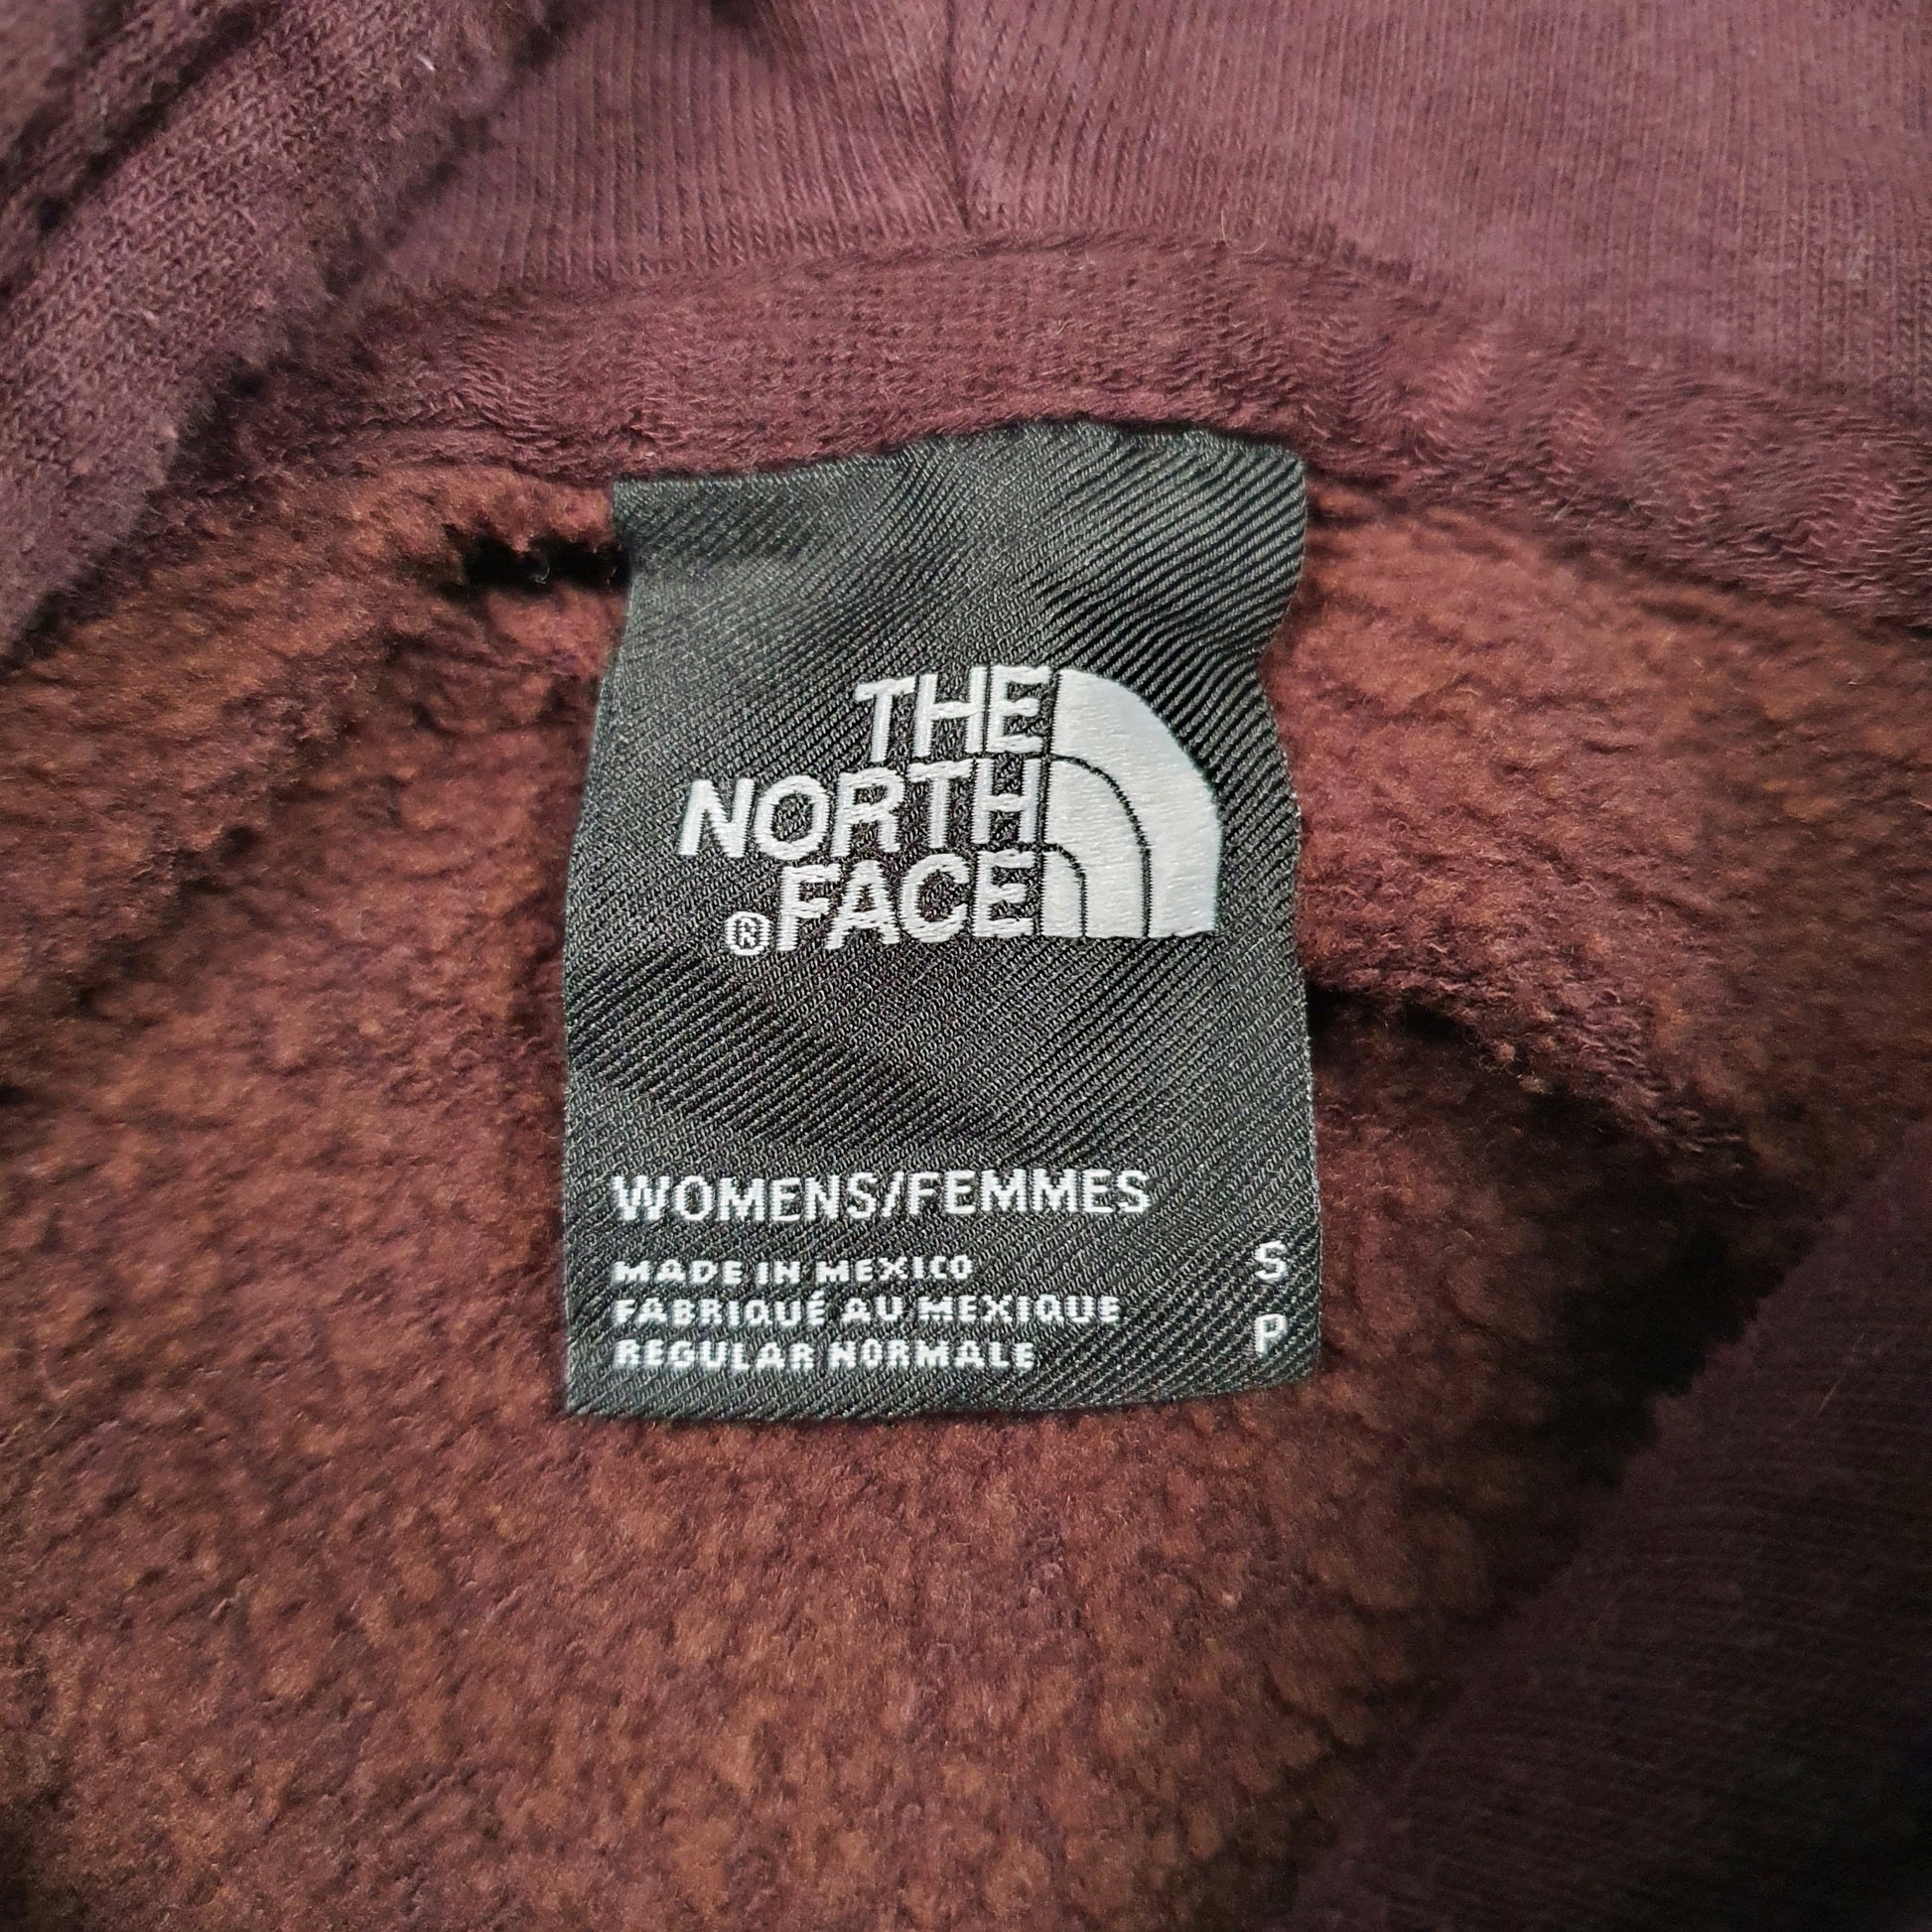 THE
NORTH
®FACE
WOMENS/FEMMES
MADE IN MEXICO
FABRIQUÉ AU MEXIQUE
REGULAR NORMALE
S
P